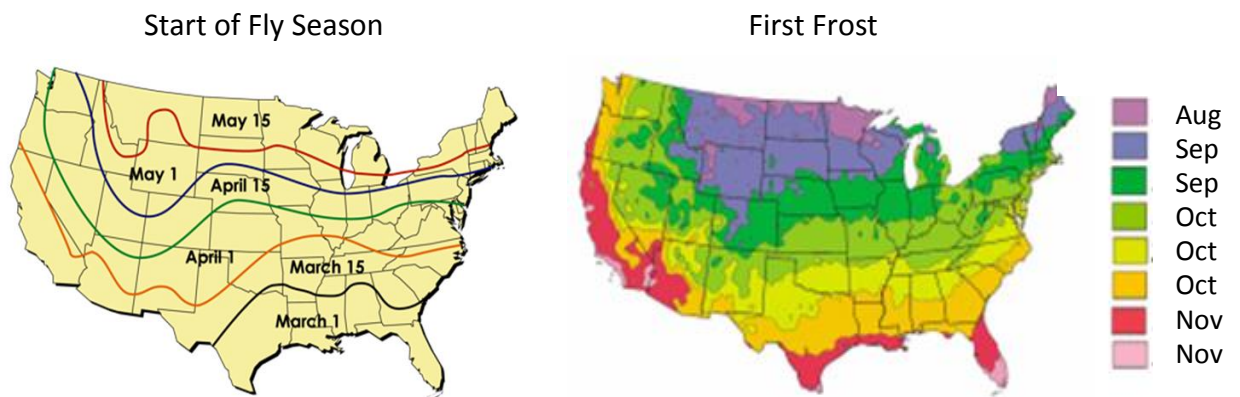 Start of Fly Season
May 15
May 1
April 15
April 1
March 15
March 1
First Frost
Aug
Sep
Sep
Oct
Oct
Oct
Nov
Nov